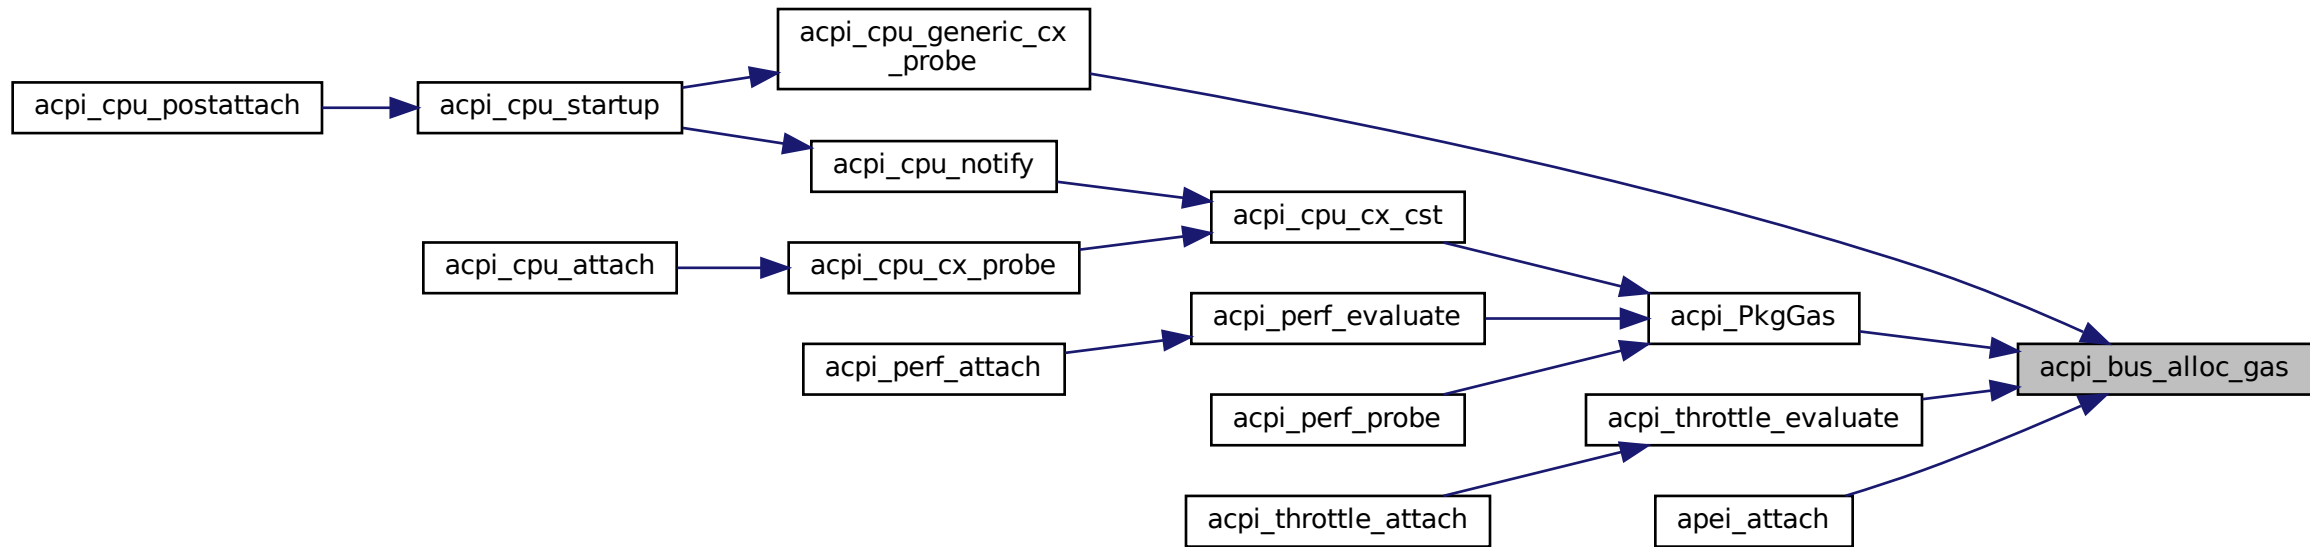 acpi_cpu_generic_cx
_probe
acpi_cpu_postattach
acpi_cpu_startup
acpi_cpu_notify
acpi_cpu_cx_cst
acpi_cpu_attach
acpi_cpu_cx_probe
acpi_perf_evaluate
acpi_PkgGas
acpi_perf_attach
acpi_bus_alloc_gas
acpi_perf_probe
acpi_throttle_evaluate
acpi_throttle_attach
apei_attach